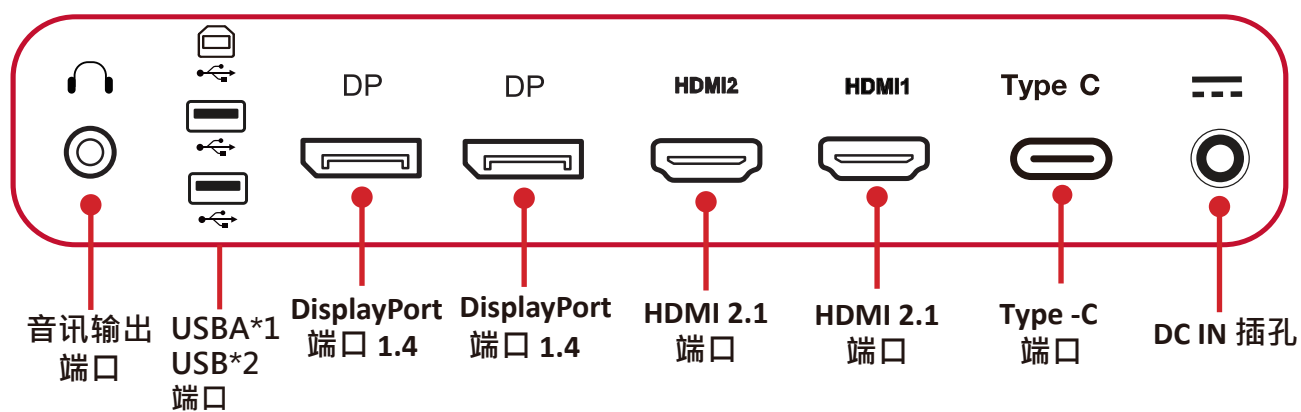 DP
DP
HDMI2
HDMI1
Type C
音讯输出
端口
USBA*1
USB*2
端口
DisplayPort
端口 1.4
DisplayPort
端口 1.4
HDMI 2.1
端口
HDMI 2.1
端口
Type -C
端口
DC IN 插孔